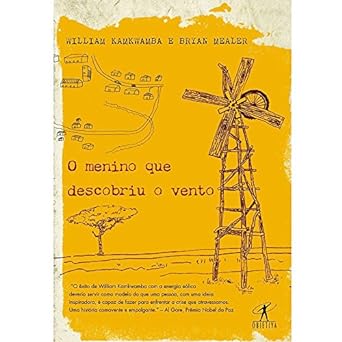 WILLIAM KAMKWAMBA E BRYAN MEALER
O menino que
descobriu o vento
"O êxito de William Kamkwamba com a energia eólica
deveria servir como modelo do que uma pessoa, com uma ideia
inspiradora, é capaz de fazer para enfrentar a crise que atravessamos.
Uma história comovente e empolgante." – Al Gore, Prêmio Nobel da Paz
OBJETIVA